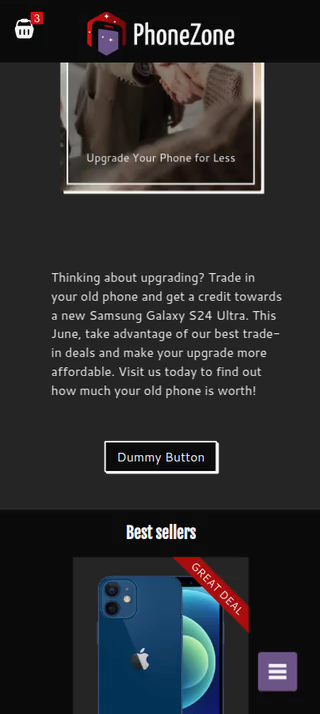 3
PhoneZone
Upgrade Your Phone for Less
Thinking about upgrading? Trade in
your old phone and get a credit towards
a new Samsung Galaxy S24 Ultra. This
June, take advantage of our best trade-
in deals and make your upgrade more
affordable. Visit us today to find out
how much your old phone is worth!
Dummy Button
Best sellers
GREAT DEAL